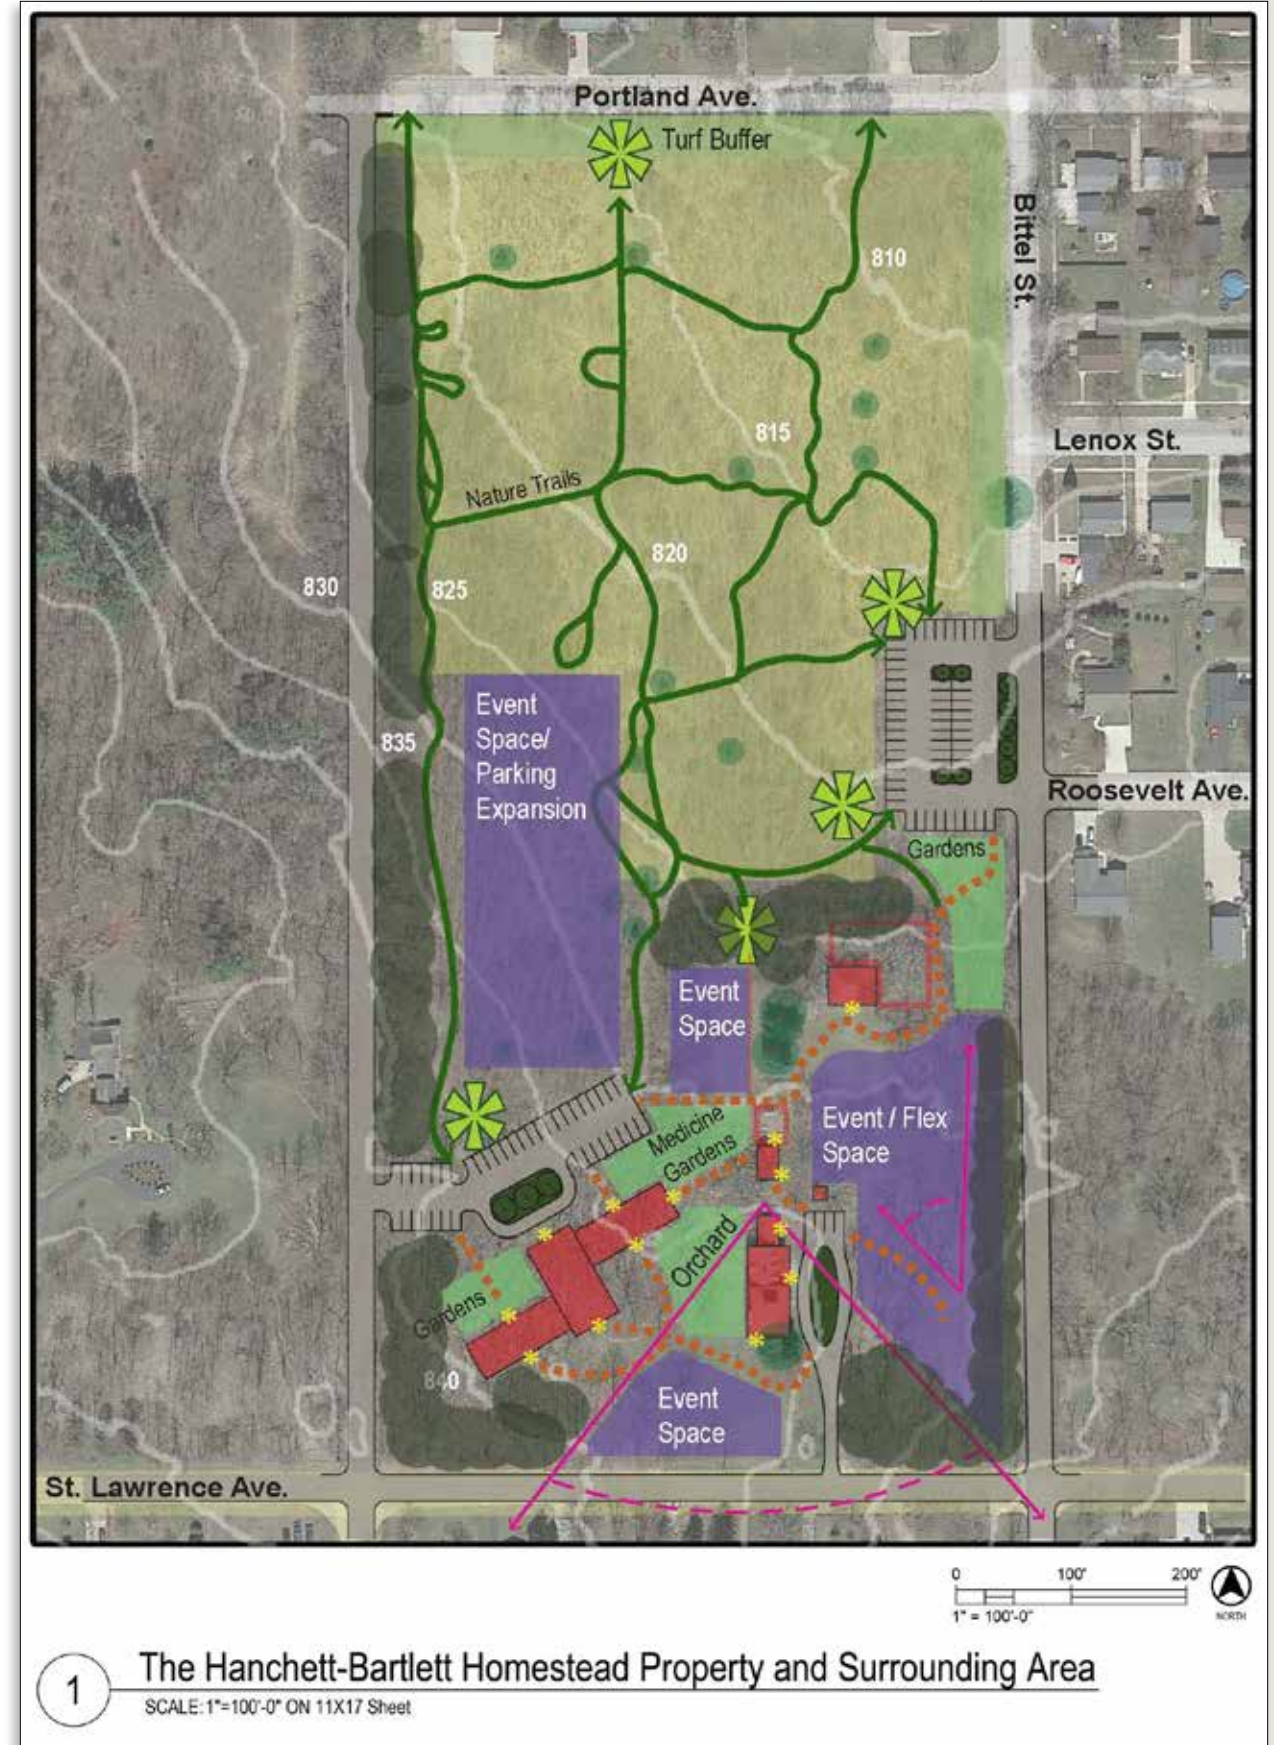 Portland Ave.
Turf Buffer
Bittel St.
810
Lenox St.
815
Nature Trails
820
830
825
835
Event
Space/
Parking
Expansion
Roosevelt Ave.
Gardens
Event
Space
Medicine
Gardens
Event / Flex
Space
Orchard
Gardens
840
Event
Space
St. Lawrence Ave.
0 100' 200'
1" = 100'-0"
NORTH
1
The Hanchett-Bartlett Homestead Property and Surrounding Area
SCALE: 1"=100'-0" ON 11X17 Sheet